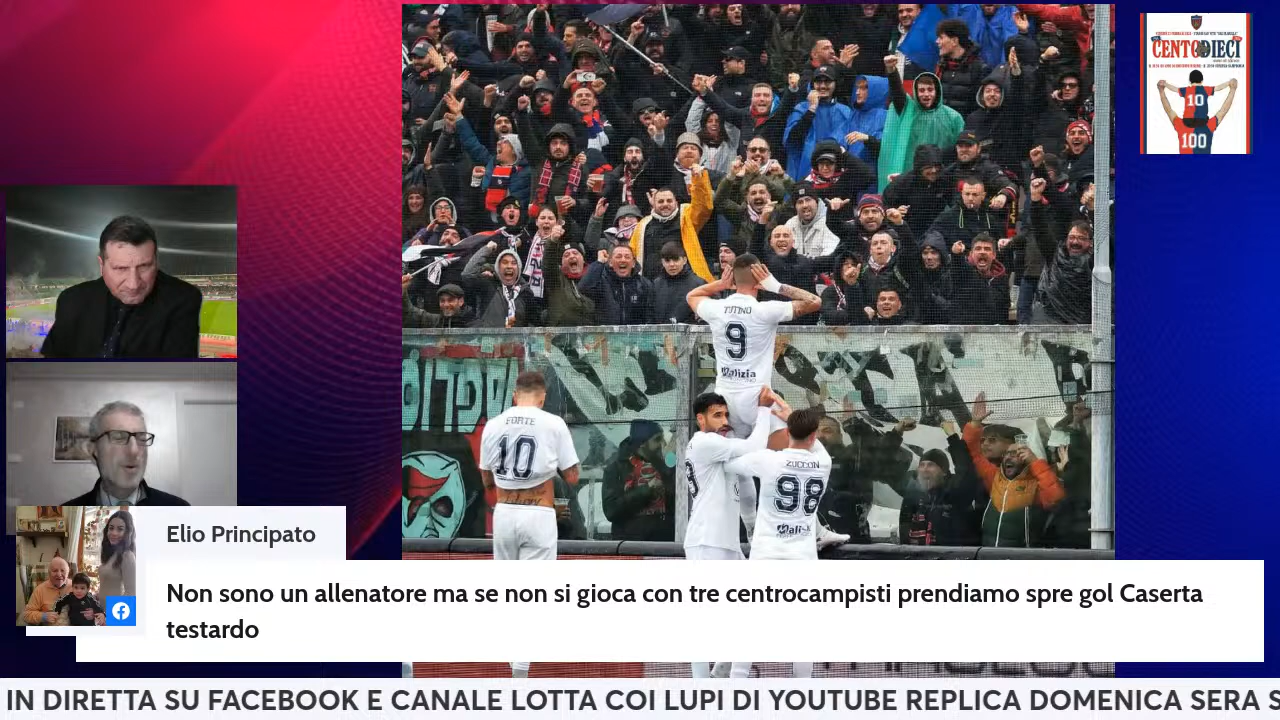 CENTODIECI
10
100
TUTINO
9
Malizia
FORTE
10
ZUCCON
98
Elio Principato
Non sono un allenatore ma se non si gioca con tre centrocampisti prendiamo spre gol Caserta
testardo
IN DIRETTA SU FACEBOOK E CANALE LOTTA COI LUPI DI YOUTUBE REPLICA DOMENICA SERA S